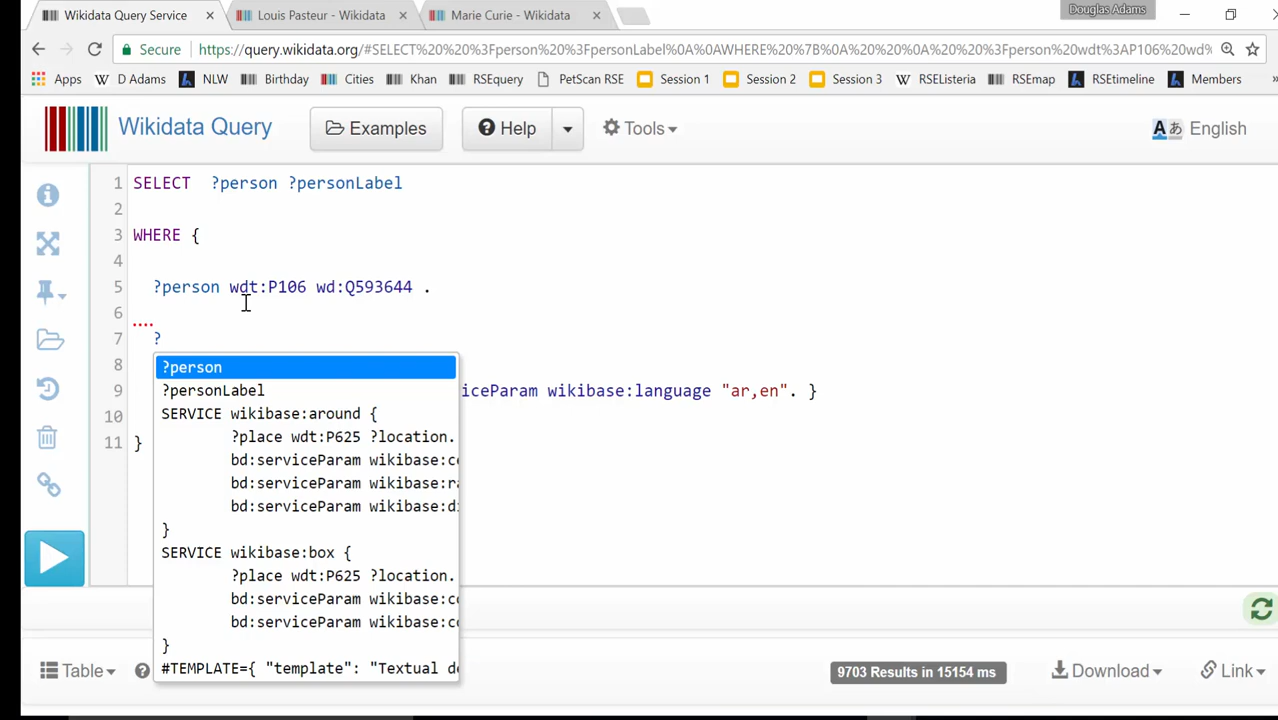 Wikidata Query Service
Louis Pasteur - Wikidata
Marie Curie - Wikidata
Douglas Adams
Secure
https://query.wikidata.org/#SELECT%20%20%3Fperson%20%3FpersonLabel%0A%0AWHERE%20%7B%0A%20%20%0A%20%20%3Fperson%20wdt%3AP106%20wd%
Apps D Adams NLW Birthday Cities Khan RSEquery PetScan RSE Session 1 Session 2 Session 3 RSEListeria RSEmap RSEtimeline Members »
Wikidata Query Examples Help Tools English
1 SELECT ?person ?personLabel
2
3 WHERE {
4
5 ?person wdt:P106 wd:Q593644 .
6
7 ?
8
9 iceParam wikibase:language "ar,en". }
10
11 }
?person
?personLabel
SERVICE wikibase:around {
?place wdt:P625 ?location.
bd:serviceParam wikibase:c
bd:serviceParam wikibase:r
bd:serviceParam wikibase:d
}
SERVICE wikibase:box {
?place wdt:P625 ?location.
bd:serviceParam wikibase:c
bd:serviceParam wikibase:c
}
#TEMPLATE={ "template": "Textual d
Table 9703 Results in 15154 ms Download Link